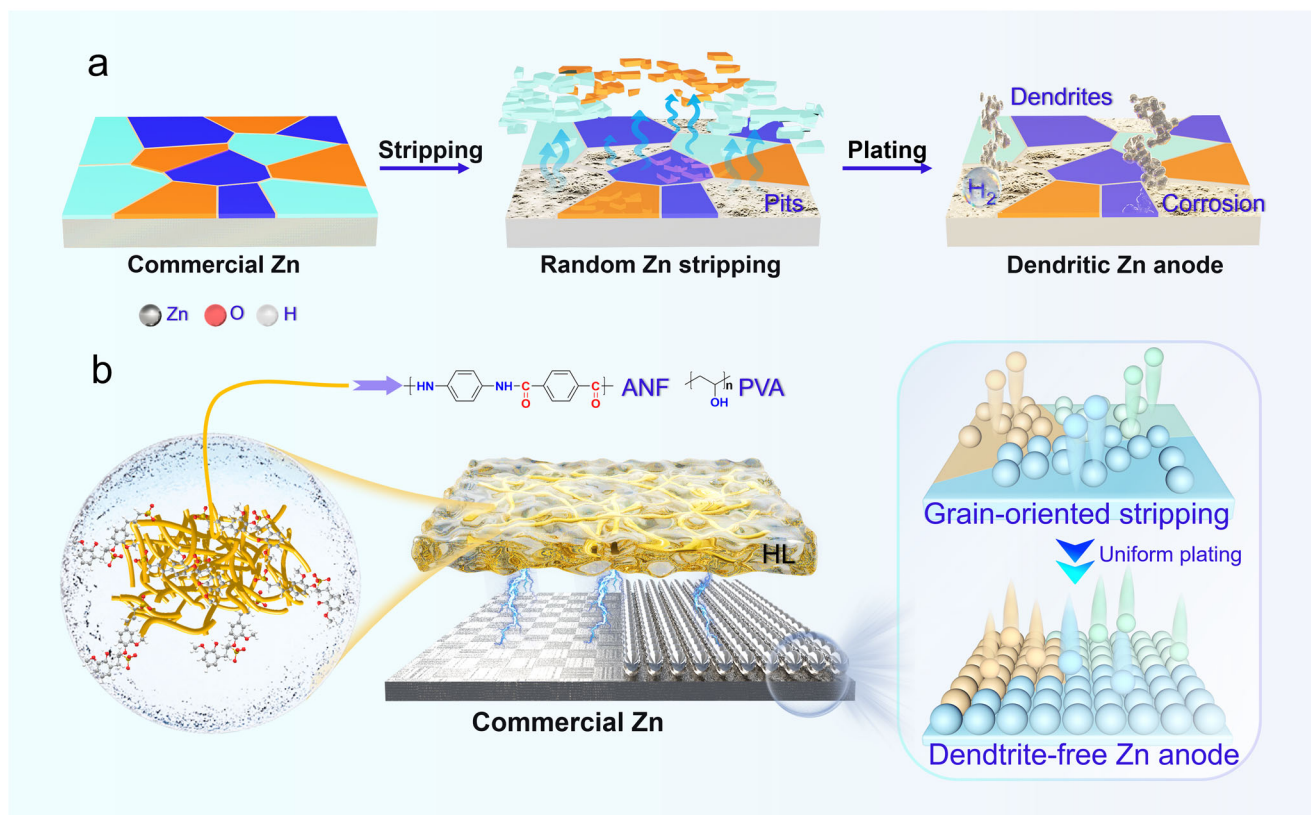 a
Stripping
Plating
Dendrites
H2
Pits
Corrosion
Commercial Zn
Random Zn stripping
Dendritic Zn anode
Zn O H
b
HN
NH
C
O
C
O
ANF
n
OH
PVA
HL
Commercial Zn
Grain-oriented stripping
Uniform plating
Dendtrite-free Zn anode